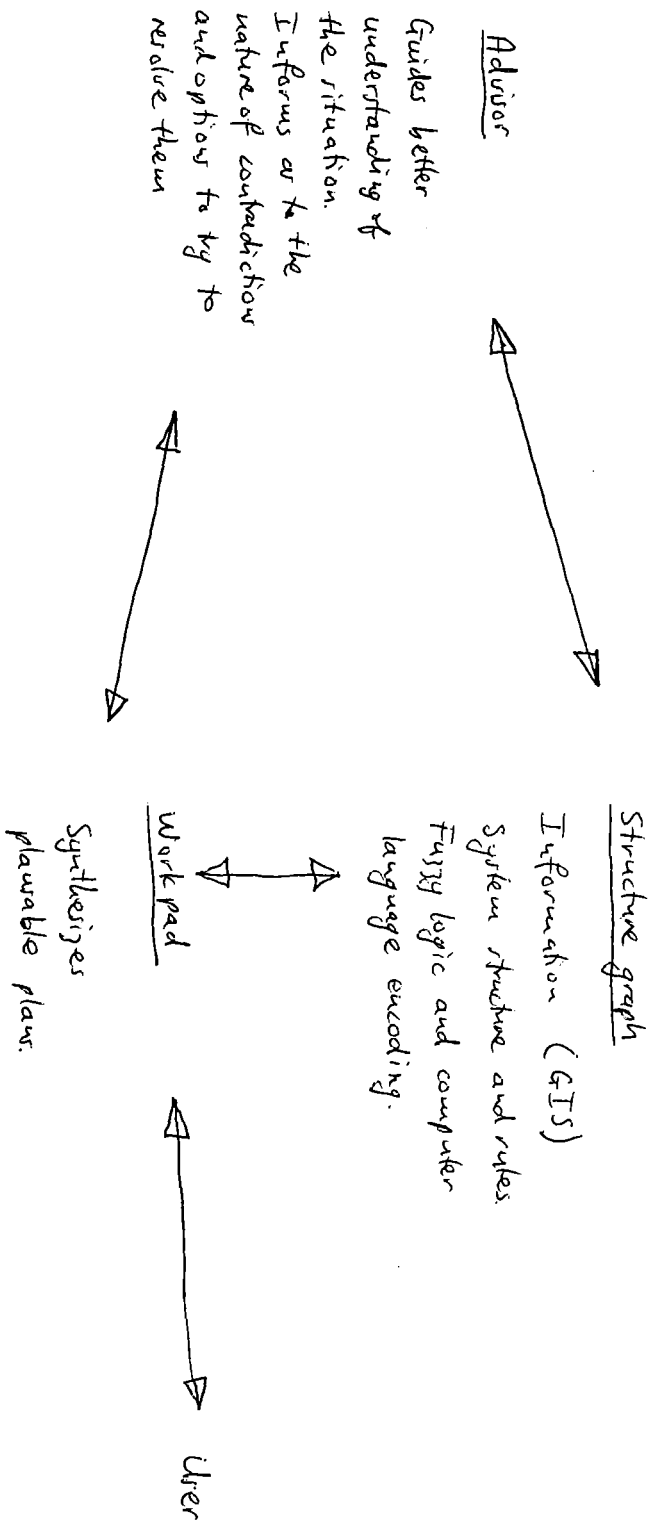 Structure graph
Information (GIS)
System structure and rules.
Fuzzy logic and computer
language encoding.
Advisor
Guides better
understanding of
the situation.
Informs as to the
nature of contradictions
and options to try to
resolve them
Workpad
Synthesizes
plausible plans.
User